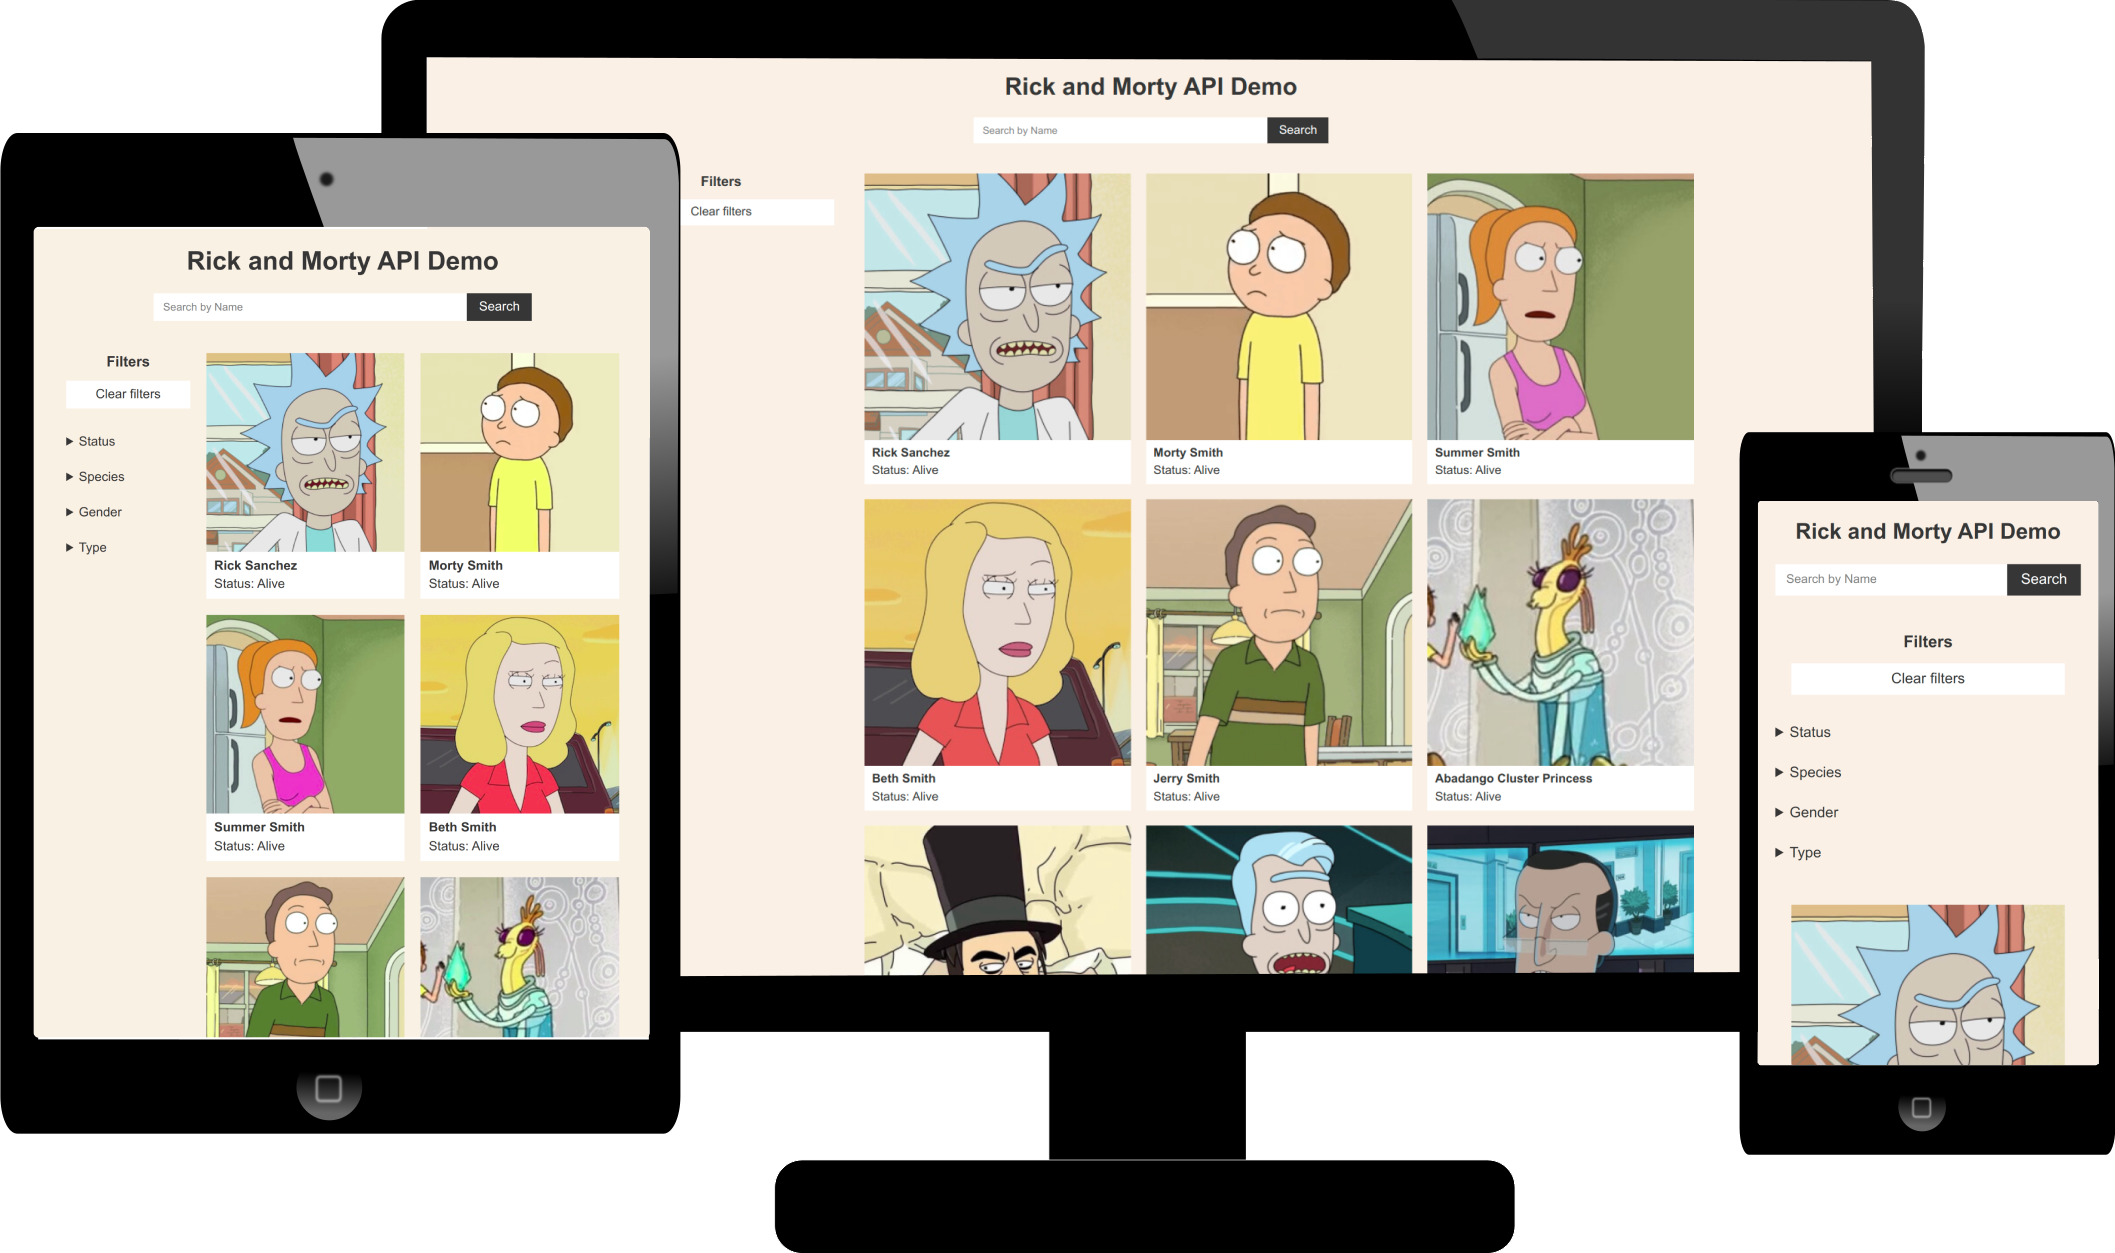 Rick and Morty API Demo
Search by Name
Search
Filters
Clear filters
Rick Sanchez
Status: Alive
Morty Smith
Status: Alive
Summer Smith
Status: Alive
Beth Smith
Status: Alive
Jerry Smith
Status: Alive
Abadango Cluster Princess
Status: Alive
Rick and Morty API Demo
Search by Name
Search
Filters
Clear filters
Status
Species
Gender
Type
Rick Sanchez
Status: Alive
Morty Smith
Status: Alive
Summer Smith
Status: Alive
Beth Smith
Status: Alive
Rick and Morty API Demo
Search by Name
Search
Filters
Clear filters
Status
Species
Gender
Type